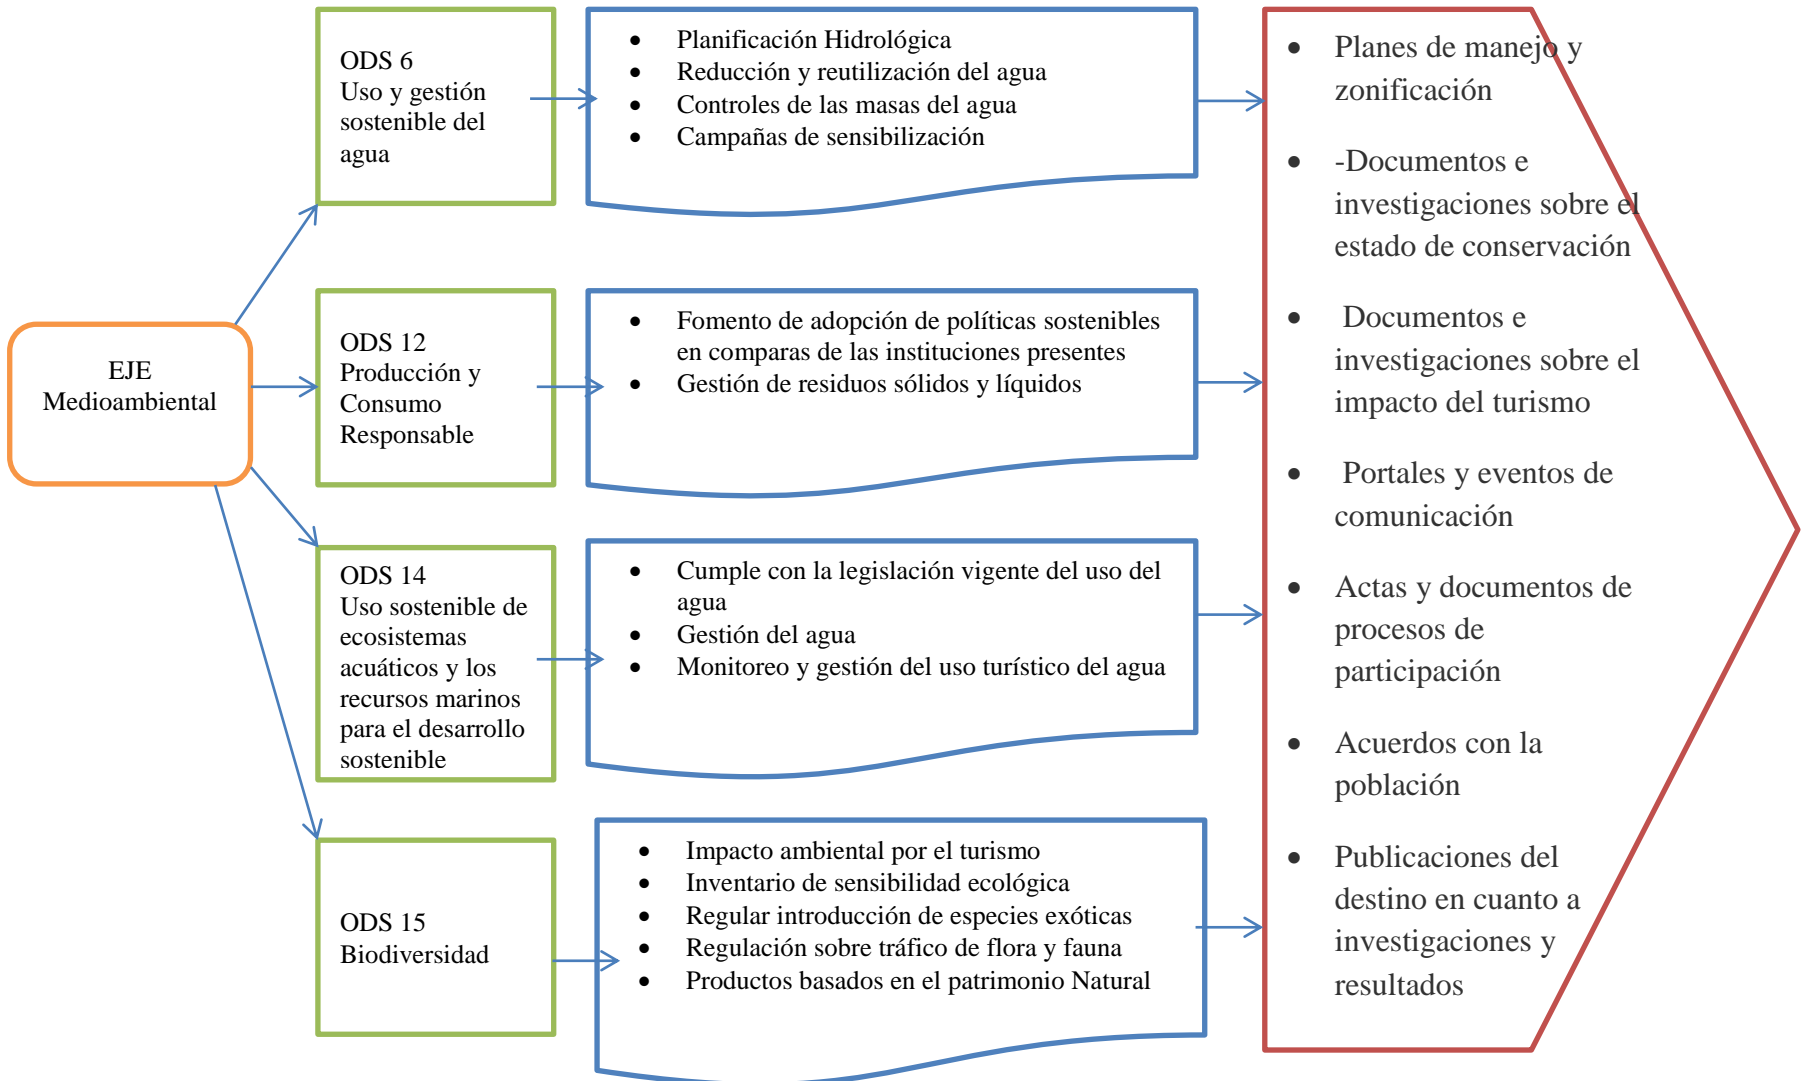 EJE
Medioambiental
ODS 6
Uso y gestión
sostenible del
agua
• Planificación Hidrológica
• Reducción y reutilización del agua
• Controles de las masas del agua
• Campañas de sensibilización
ODS 12
Producción y
Consumo
Responsable
• Fomento de adopción de políticas sostenibles
en comparas de las instituciones presentes
• Gestión de residuos sólidos y líquidos
ODS 14
Uso sostenible de
ecosistemas
acuáticos y los
recursos marinos
para el desarrollo
sostenible
• Cumple con la legislación vigente del uso del
agua
• Gestión del agua
• Monitoreo y gestión del uso turístico del agua
ODS 15
Biodiversidad
• Impacto ambiental por el turismo
• Inventario de sensibilidad ecológica
• Regular introducción de especies exóticas
• Regulación sobre tráfico de flora y fauna
• Productos basados en el patrimonio Natural
• Planes de manejo y
zonificación
• -Documentos e
investigaciones sobre el
estado de conservación
• Documentos e
investigaciones sobre el
impacto del turismo
• Portales y eventos de
comunicación
• Actas y documentos de
procesos de
participación
• Acuerdos con la
población
• Publicaciones del
destino en cuanto a
investigaciones y
resultados